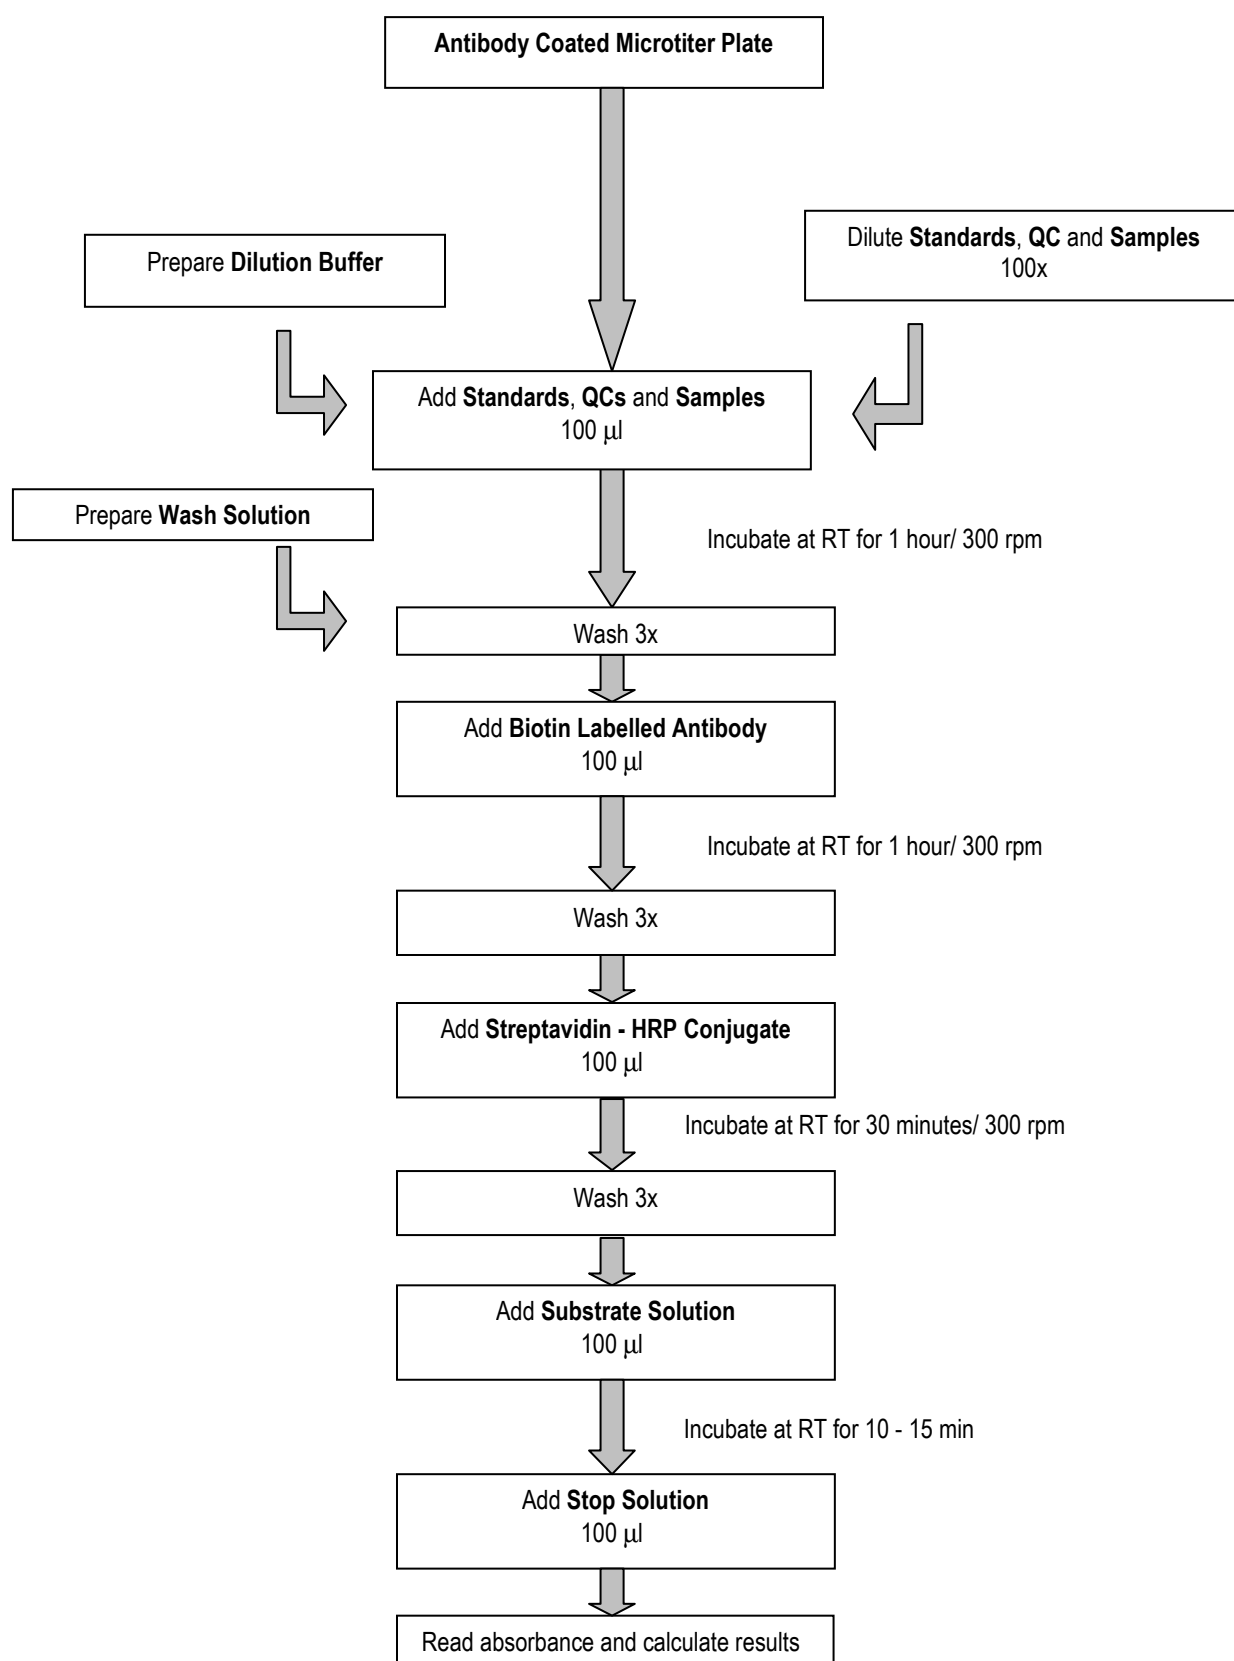 Antibody Coated Microtiter Plate
Prepare Dilution Buffer
Dilute Standards, QC and Samples
100x
Add Standards, QCs and Samples
100 μl
Prepare Wash Solution
Incubate at RT for 1 hour/ 300 rpm
Wash 3x
Add Biotin Labelled Antibody
100 μl
Incubate at RT for 1 hour/ 300 rpm
Wash 3x
Add Streptavidin - HRP Conjugate
100 μl
Incubate at RT for 30 minutes/ 300 rpm
Wash 3x
Add Substrate Solution
100 μl
Incubate at RT for 10 - 15 min
Add Stop Solution
100 μl
Read absorbance and calculate results